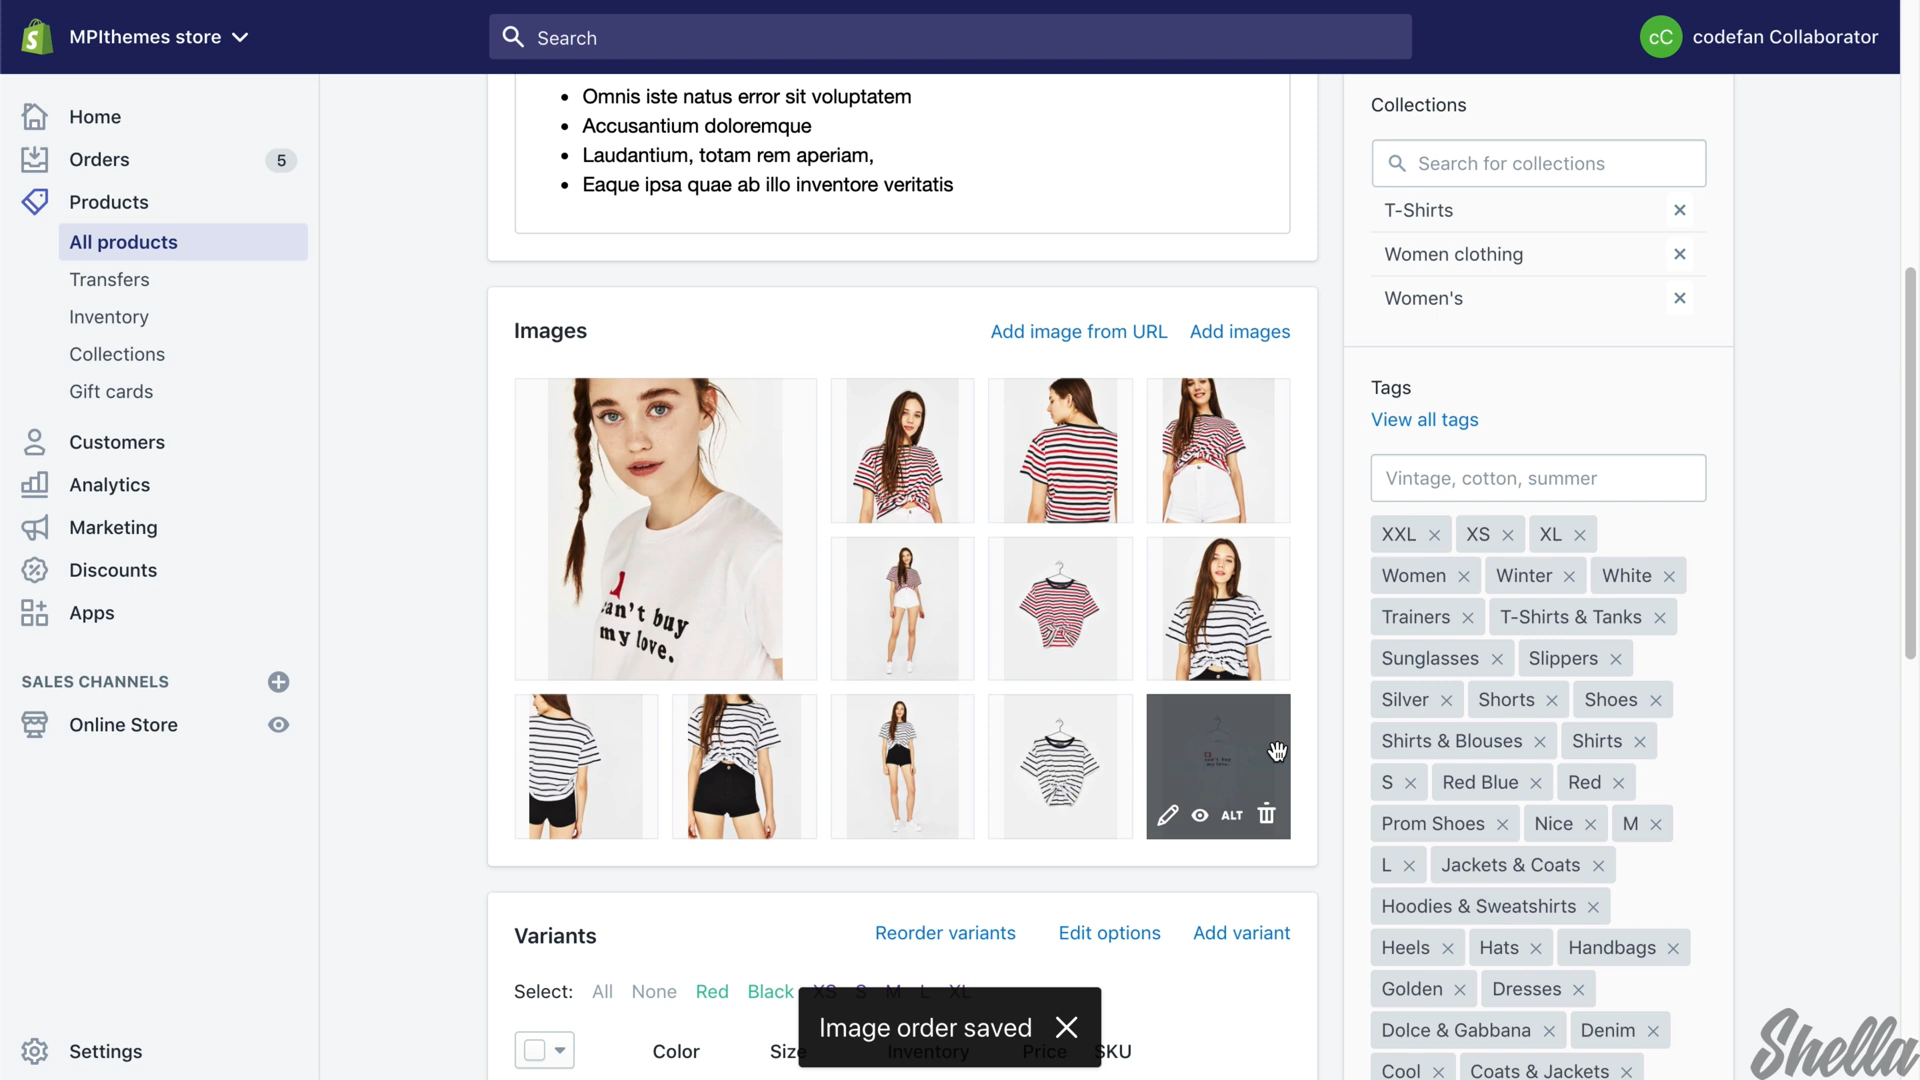 MPIthemes store
Search
cC codefan Collaborator
Home
Orders 5
Products
All products
Transfers
Inventory
Collections
Gift cards
Customers
Analytics
Marketing
Discounts
Apps
SALES CHANNELS
Online Store
Settings
Omnis iste natus error sit voluptatem
Accusantium doloremque
Laudantium, totam rem aperiam,
Eaque ipsa quae ab illo inventore veritatis
Images Add image from URL Add images
can't buy
my love.
can't buy
my love.
ALT
Variants Reorder variants Edit options Add variant
Select: All None Red Black XS S M L XL
Image order saved
Color Size Inventory Price SKU
Collections
Search for collections
T-Shirts
Women clothing
Women's
Tags
View all tags
Vintage, cotton, summer
XXL XS XL
Women Winter White
Trainers T-Shirts & Tanks
Sunglasses Slippers
Silver Shorts Shoes
Shirts & Blouses Shirts
S Red Blue Red
Prom Shoes Nice M
L Jackets & Coats
Hoodies & Sweatshirts
Heels Hats Handbags
Golden Dresses
Dolce & Gabbana Denim
Cool Coats & Jackets
Shella